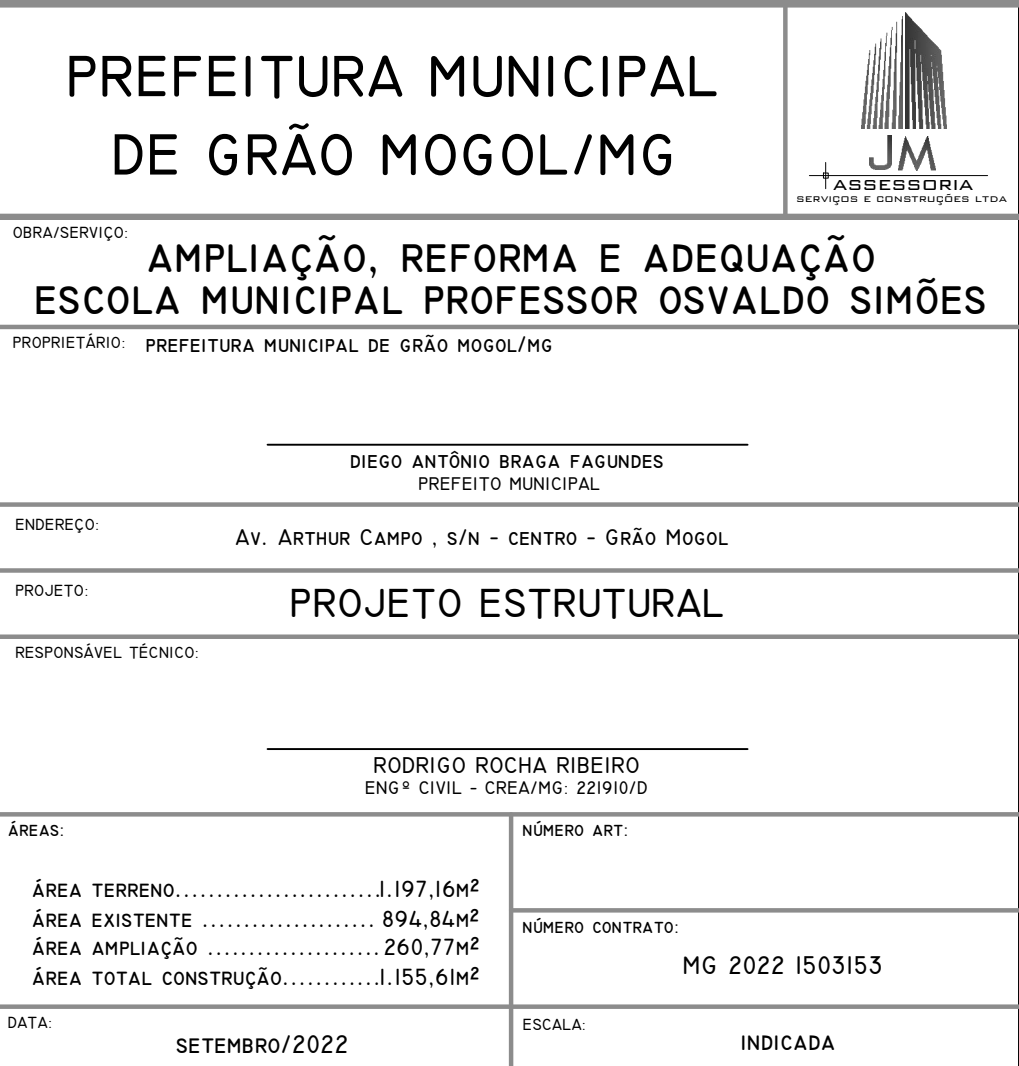 PREFEITURA MUNICIPAL
DE GRÃO MOGOL/MG
JM
ASSESSORIA
SERVIÇOS E CONSTRUÇÕES LTDA
OBRA/SERVIÇO:
AMPLIAÇÃO, REFORMA E ADEQUAÇÃO
ESCOLA MUNICIPAL PROFESSOR OSVALDO SIMÕES
PROPRIETÁRIO: PREFEITURA MUNICIPAL DE GRÃO MOGOL/MG
DIEGO ANTÔNIO BRAGA FAGUNDES
PREFEITO MUNICIPAL
ENDEREÇO:
Av. Arthur Campo , s/n - centro - Grão Mogol
PROJETO:
PROJETO ESTRUTURAL
RESPONSÁVEL TÉCNICO:
RODRIGO ROCHA RIBEIRO
ENGº CIVIL - CREA/MG: 221910/D
ÁREAS:
ÁREA TERRENO........................1.197,16M²
ÁREA EXISTENTE ..................... 894,84M²
ÁREA AMPLIAÇÃO .....................260,77M²
ÁREA TOTAL CONSTRUÇÃO............1.155,61M²
NÚMERO ART:
NÚMERO CONTRATO:
MG 2022 1503153
DATA:
SETEMBRO/2022
ESCALA:
INDICADA